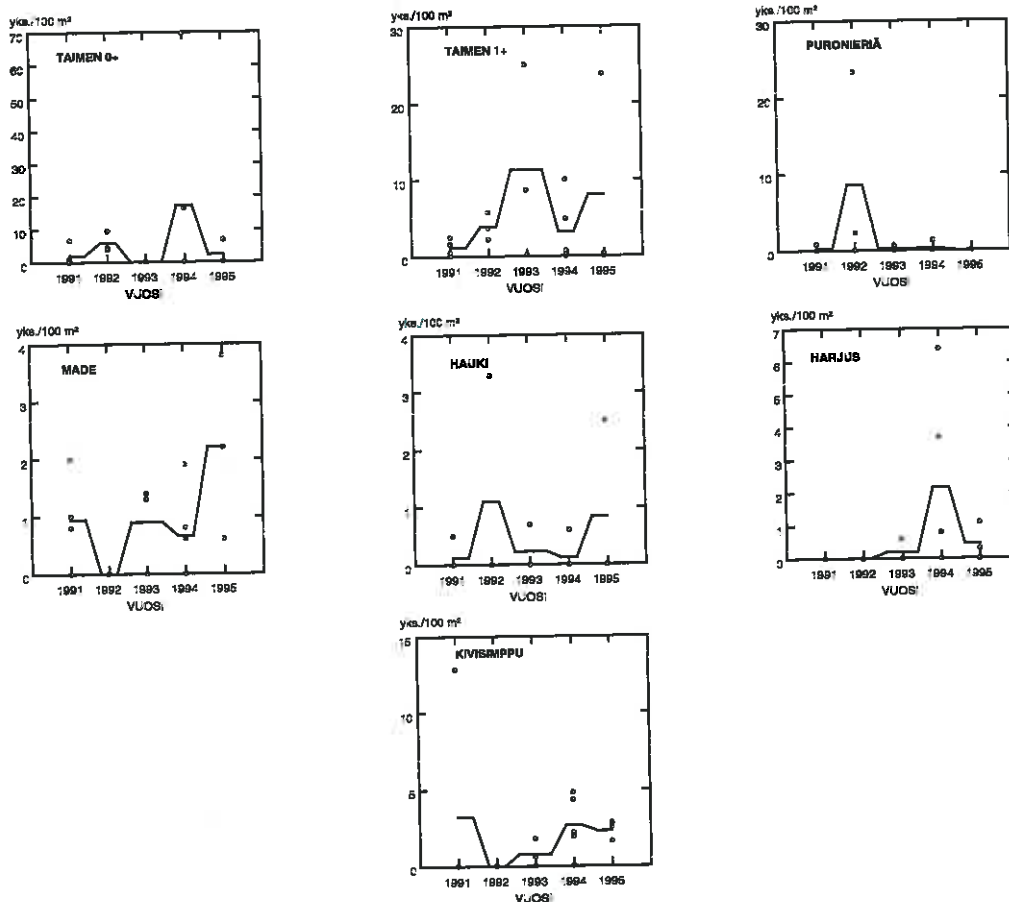 yks./100 m²
70
60
50
40
30
20
10
0
TAIMEN 0+
1991 1992 1993 1994 1995
VUOSI
yks./100 m²
30
20
10
0
TAIMEN 1+
1991 1992 1993 1994 1995
VUOSI
yks./100 m²
30
20
10
0
PURONIERIÄ
1991 1992 1993 1994 1995
VUOSI
yks./100 m²
4
3
2
1
0
MADE
1991 1992 1993 1994 1995
VUOSI
yks./100 m²
4
3
2
1
0
HAUKI
1991 1992 1993 1994 1995
VUOSI
yks./100 m²
7
6
5
4
3
2
1
0
HARJUS
1991 1992 1993 1994 1995
VUOSI
yks./100 m²
15
10
5
0
KIVISIMPPU
1991 1992 1993 1994 1995
VUOSI